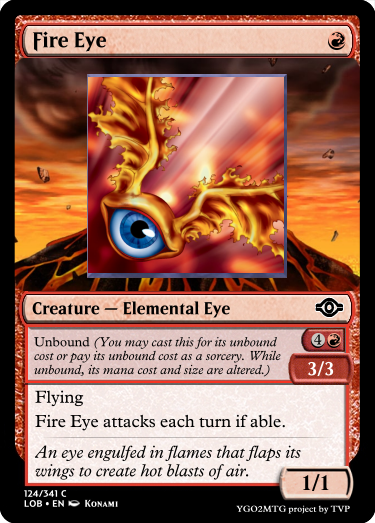 Fire Eye
Creature — Elemental Eye
Unbound (You may cast this for its unbound
cost or pay its unbound cost as a sorcery. While
unbound, its mana cost and size are altered.)
4
3/3
Flying
Fire Eye attacks each turn if able.
An eye engulfed in flames that flaps its
wings to create hot blasts of air.
1/1
124/341 C
LOB • EN Konami
YGO2MTG project by TVP